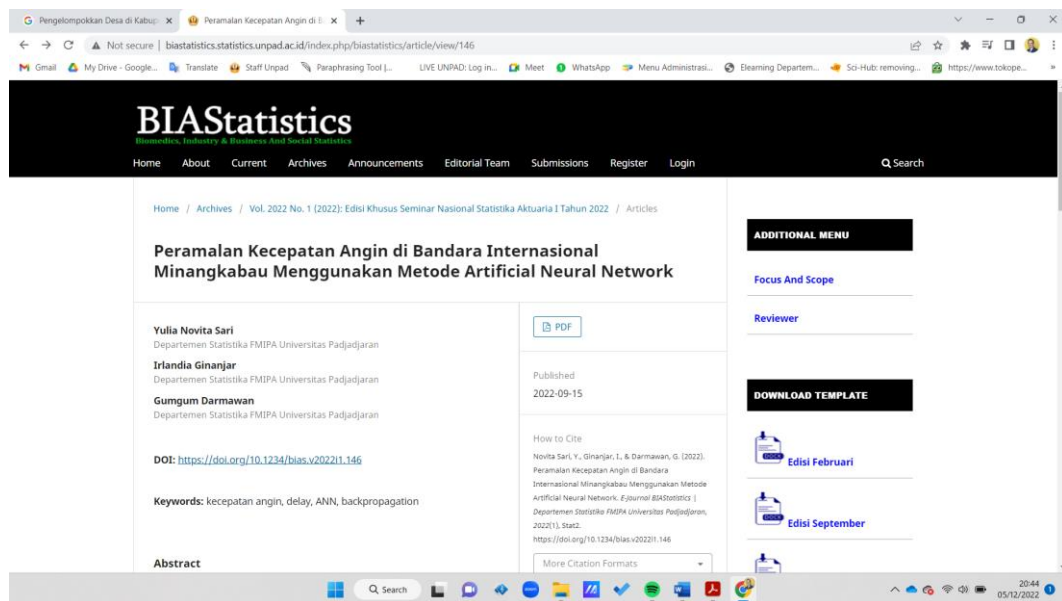 Pengelompokkan Desa di Kabup
Peramalan Kecepatan Angin di B
Not secure | biastatistics.statistics.unpad.ac.id/index.php/biastatistics/article/view/146
Gmail My Drive - Google... Translate Staff Unpad Paraphrasing Tool |... LIVE UNPAD: Log in... Meet WhatsApp Menu Administrasi... Elearning Departem... Sci-Hub: removing... https://www.tokope... »
BIAStatistics
Biomedics, Industry & Business And Social Statistics
Home About Current Archives Announcements Editorial Team Submissions Register Login Search
Home / Archives / Vol. 2022 No. 1 (2022): Edisi Khusus Seminar Nasional Statistika Aktuaria I Tahun 2022 / Articles
Peramalan Kecepatan Angin di Bandara Internasional
Minangkabau Menggunakan Metode Artificial Neural Network
Yulia Novita Sari
Departemen Statistika FMIPA Universitas Padjadjaran
Irlandia Ginanjar
Departemen Statistika FMIPA Universitas Padjadjaran
Gumgum Darmawan
Departemen Statistika FMIPA Universitas Padjadjaran
DOI: https://doi.org/10.1234/bias.v2022i1.146
Keywords: kecepatan angin, delay, ANN, backpropagation
Abstract
PDF
Published
2022-09-15
How to Cite
Novita Sari, Y., Ginanjar, I., & Darmawan, G. (2022).
Peramalan Kecepatan Angin di Bandara
Internasional Minangkabau Menggunakan Metode
Artificial Neural Network. E-Journal BIAStatistics |
Departemen Statistika FMIPA Universitas Padjadjaran,
2022(1), Stat2.
https://doi.org/10.1234/bias.v2022i1.146
More Citation Formats
ADDITIONAL MENU
Focus And Scope
Reviewer
DOWNLOAD TEMPLATE
DOCX
Edisi Februari
DOCX
Edisi September
Search
20:44
05/12/2022